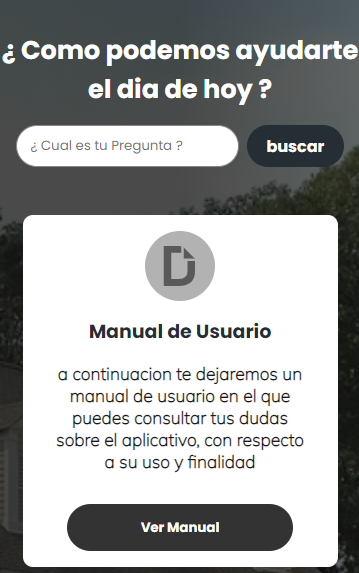 ¿ Como podemos ayudarte
el dia de hoy ?
¿ Cual es tu Pregunta ?
buscar
Manual de Usuario
a continuacion te dejaremos un
manual de usuario en el que
puedes consultar tus dudas
sobre el aplicativo, con respecto
a su uso y finalidad
Ver Manual